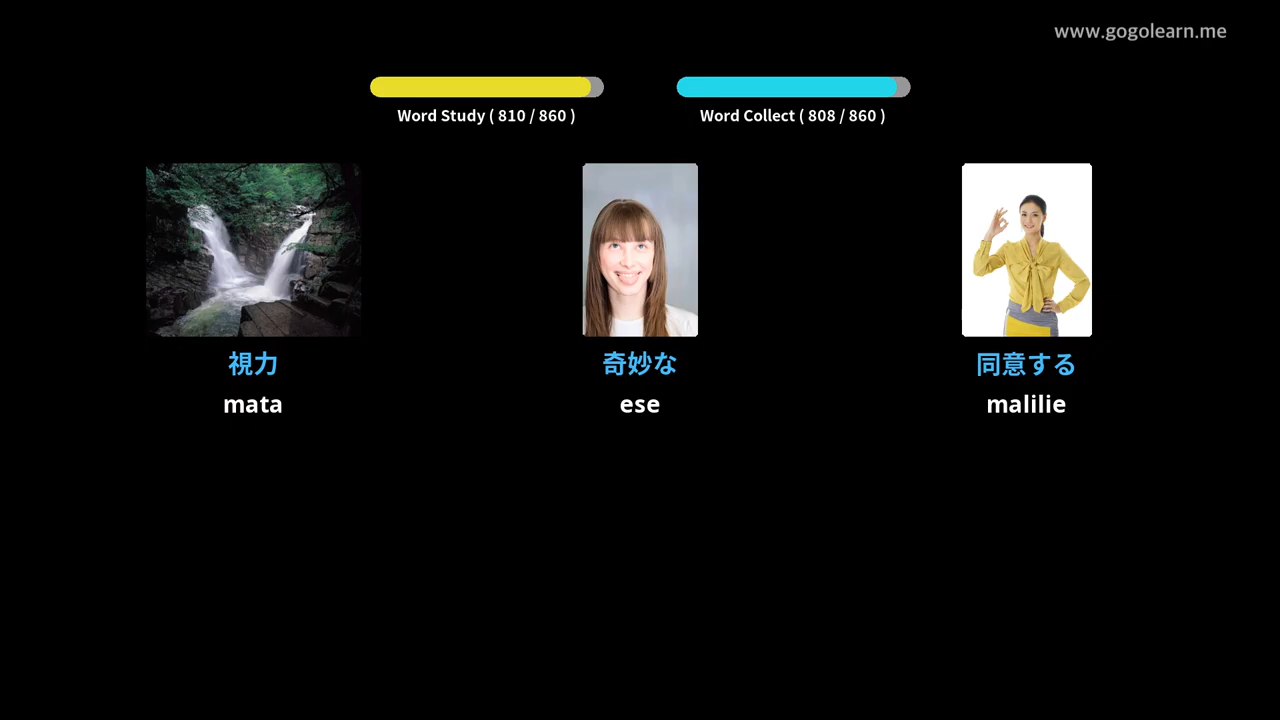 www.gogolearn.me
Word Study ( 810 / 860 )
Word Collect ( 808 / 860 )
視力
奇妙な
同意する
mata
ese
malilie